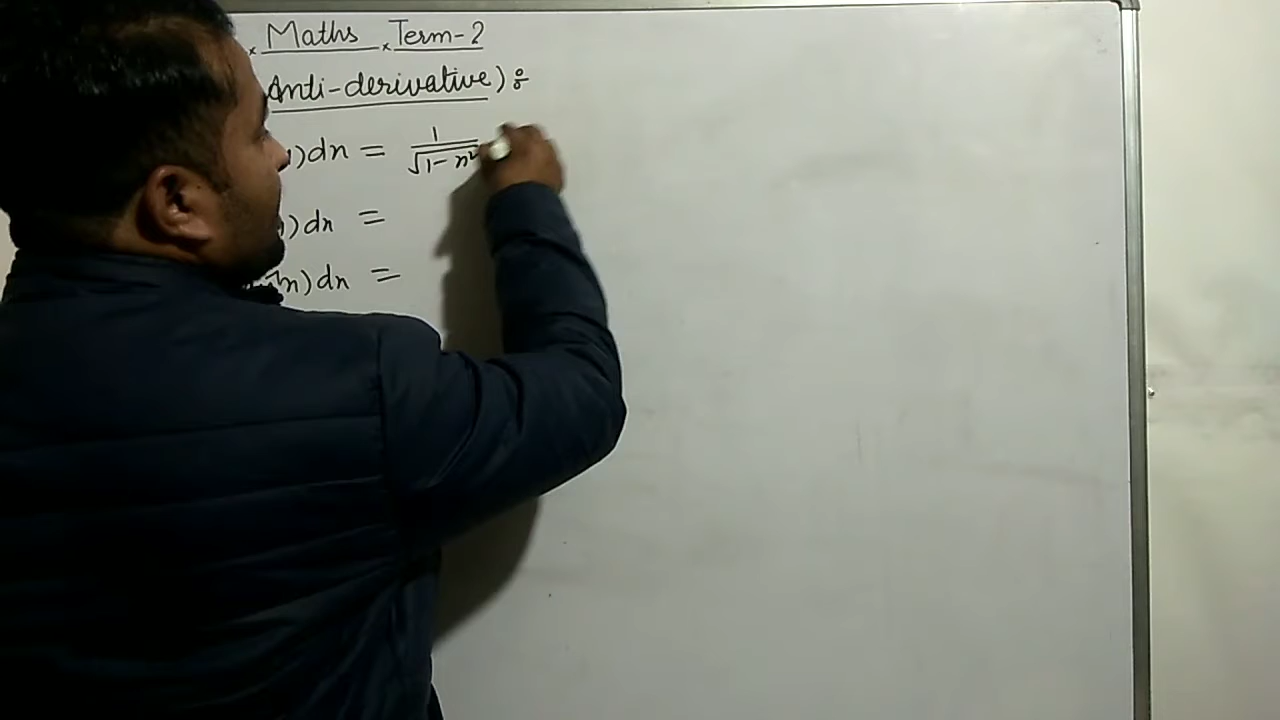 × Maths × Term-2
Anti-derivative) :
)dn = 1/√1-n²
)dn =
n)dn =